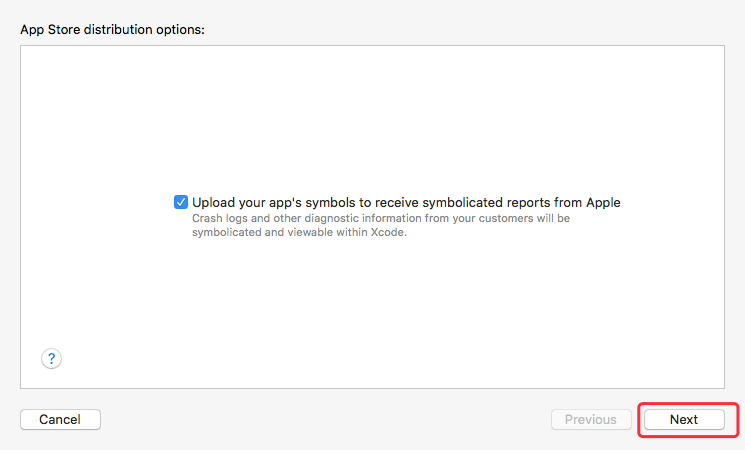 App Store distribution options:
Upload your app's symbols to receive symbolicated reports from Apple
Crash logs and other diagnostic information from your customers will be
symbolicated and viewable within Xcode.
?
Cancel
Previous
Next